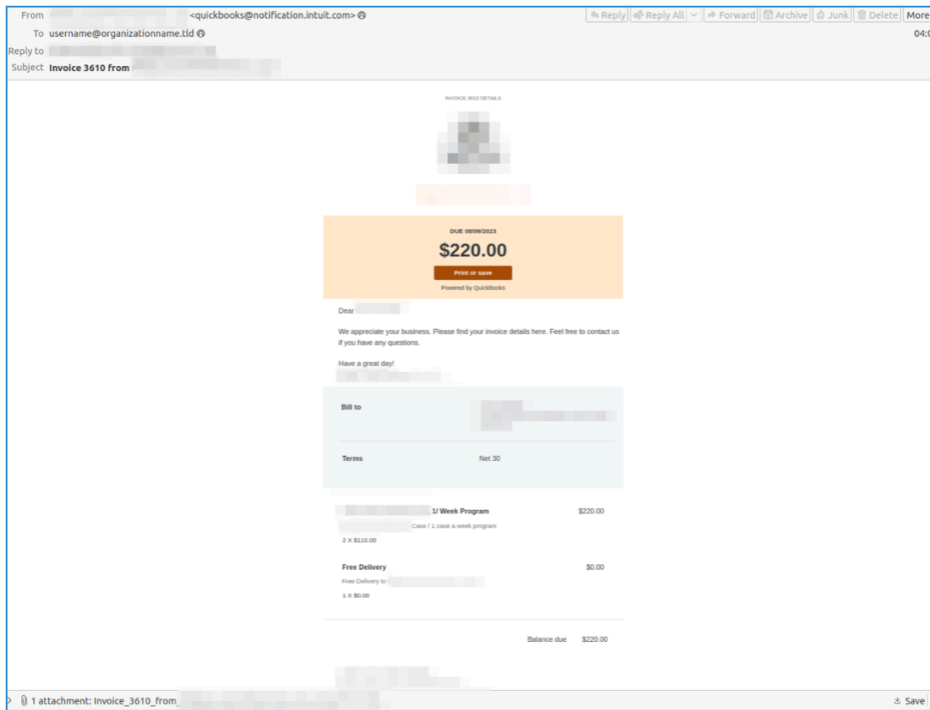 From <quickbooks@notification.intuit.com>
Reply
Reply All
Forward
Archive
Junk
Delete
More
To username@organizationname.tld
04:0
Reply to
Subject Invoice 3610 from
INVOICE 3610 DETAILS
DUE 08/09/2023
$220.00
Print or save
Powered by QuickBooks
Dear
We appreciate your business. Please find your invoice details here. Feel free to contact us
if you have any questions.
Have a great day!
Bill to
Terms Net 30
1/ Week Program $220.00
Case / 1 case a week program
2 X $110.00
Free Delivery $0.00
Free Delivery to
1 X $0.00
Balance due $220.00
1 attachment: Invoice_3610_from_
Save